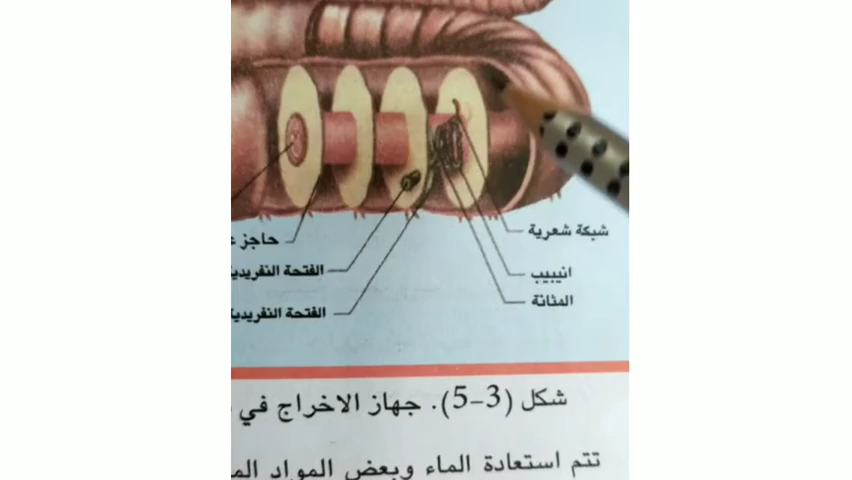 شبكة شعرية
حاجز
انيبيب
الفتحة النفريدية
المثانة
الفتحة النفريدية
شكل (3-5). جهاز الاخراج في
تتم استعادة الماء وبعض المواد